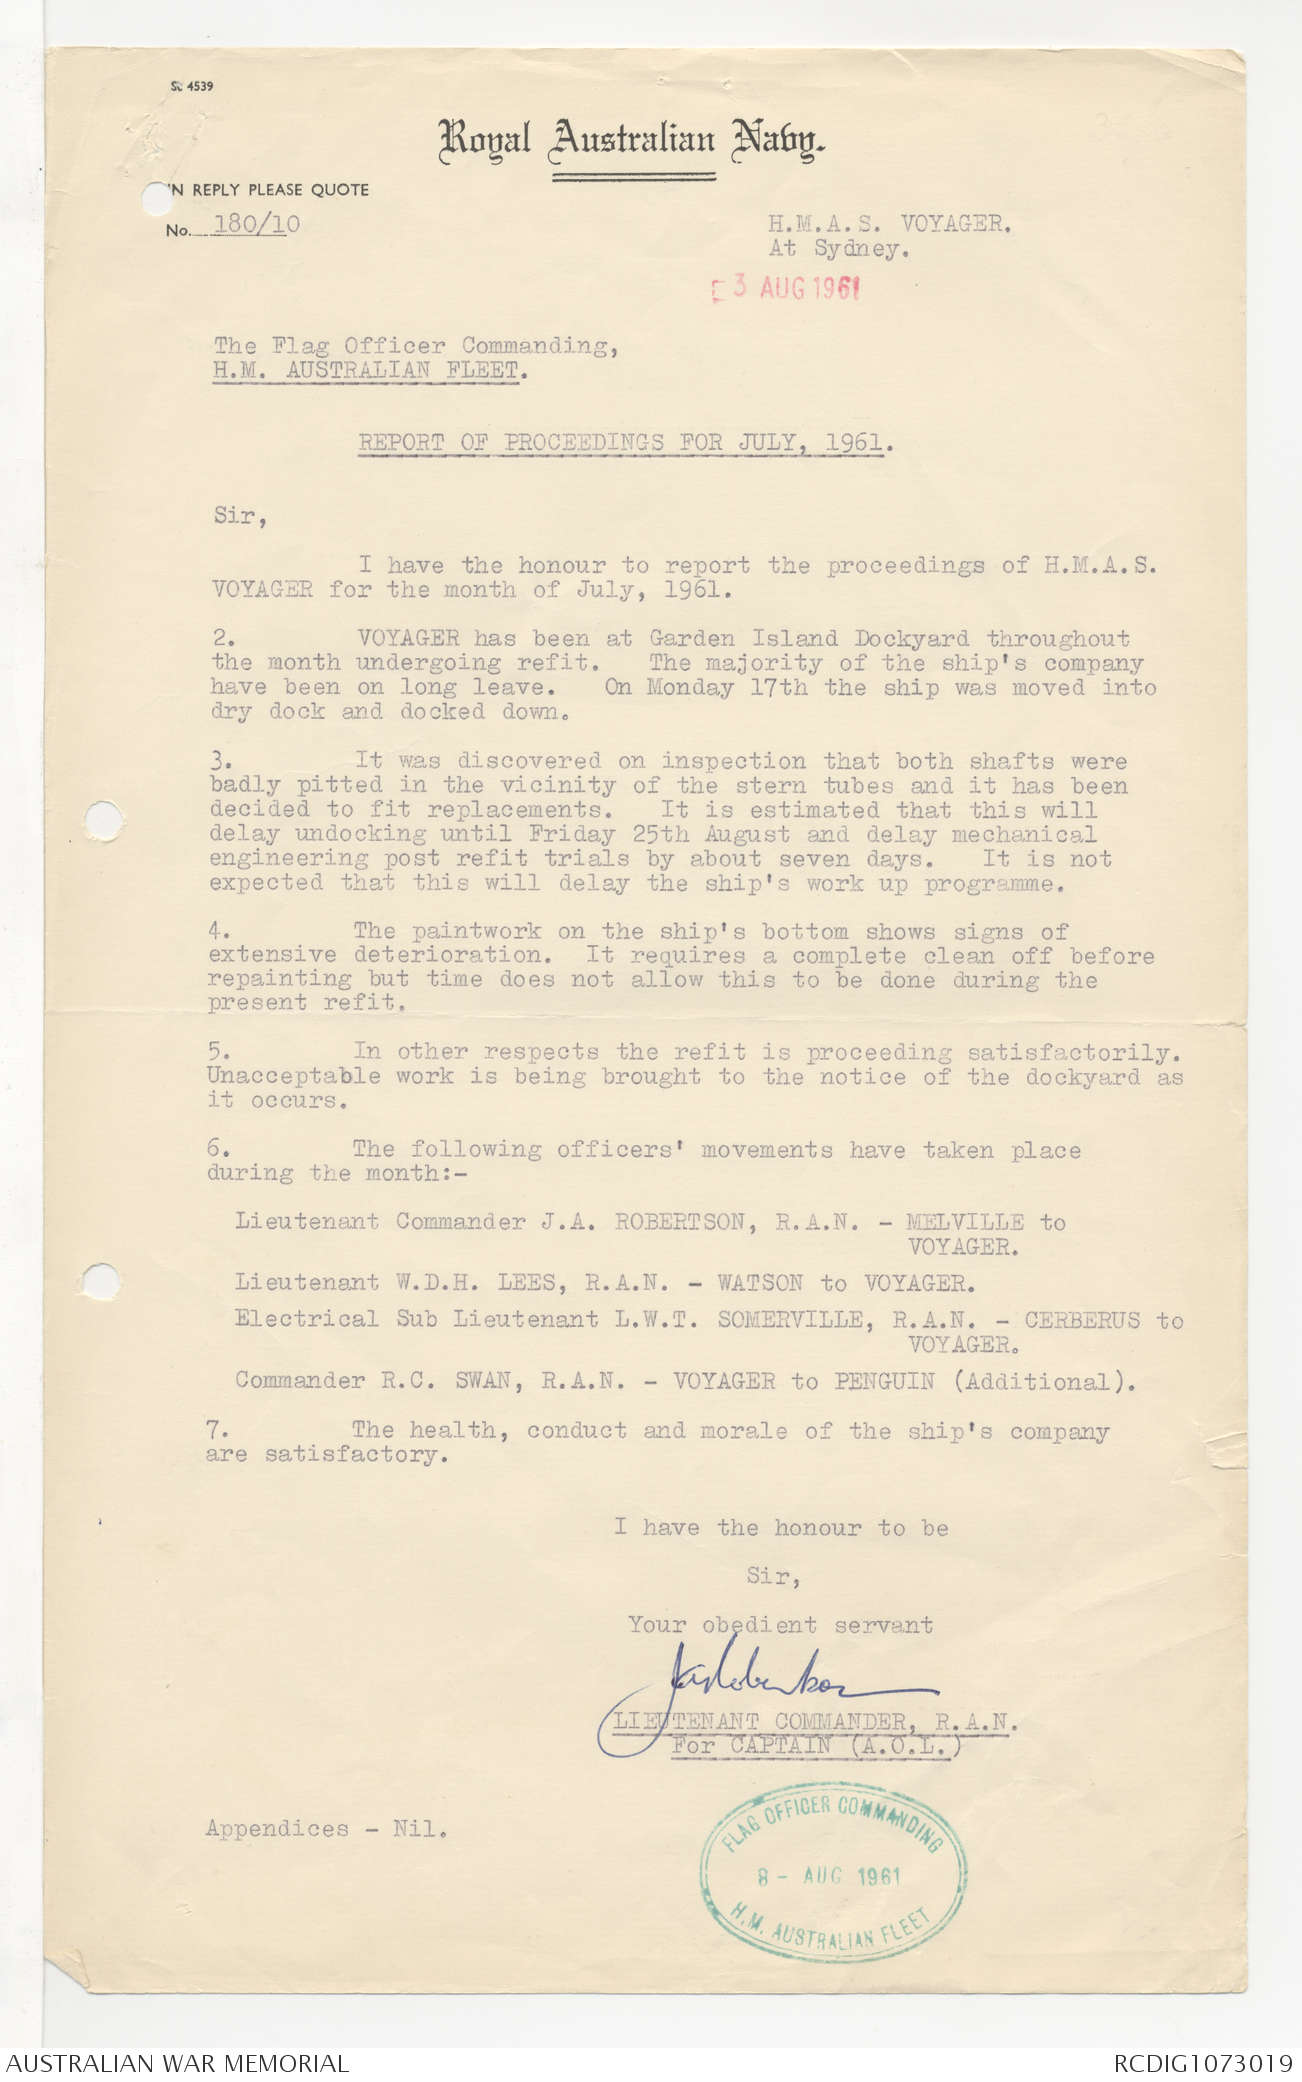 SC 4539
Royal Australian Navy.
IN REPLY PLEASE QUOTE
No. 180/10
H.M.A.S. VOYAGER.
At Sydney.
3 AUG 1961
The Flag Officer Commanding,
H.M. AUSTRALIAN FLEET.
REPORT OF PROCEEDINGS FOR JULY, 1961.
Sir,
I have the honour to report the proceedings of H.M.A.S.
VOYAGER for the month of July, 1961.
2. VOYAGER has been at Garden Island Dockyard throughout
the month undergoing refit. The majority of the ship's company
have been on long leave. On Monday 17th the ship was moved into
dry dock and docked down.
3. It was discovered on inspection that both shafts were
badly pitted in the vicinity of the stern tubes and it has been
decided to fit replacements. It is estimated that this will
delay undocking until Friday 25th August and delay mechanical
engineering post refit trials by about seven days. It is not
expected that this will delay the ship's work up programme.
4. The paintwork on the ship's bottom shows signs of
extensive deterioration. It requires a complete clean off before
repainting but time does not allow this to be done during the
present refit.
5. In other respects the refit is proceeding satisfactorily.
Unacceptable work is being brought to the notice of the dockyard as
it occurs.
6. The following officers' movements have taken place
during the month:-
Lieutenant Commander J.A. ROBERTSON, R.A.N. - MELVILLE to
VOYAGER.
Lieutenant W.D.H. LEES, R.A.N. - WATSON to VOYAGER.
Electrical Sub Lieutenant L.W.T. SOMERVILLE, R.A.N. - CERBERUS to
VOYAGER.
Commander R.C. SWAN, R.A.N. - VOYAGER to PENGUIN (Additional).
7. The health, conduct and morale of the ship's company
are satisfactory.
I have the honour to be
Sir,
Your obedient servant
LIEUTENANT COMMANDER, R.A.N.
For CAPTAIN (A.O.L.)
Appendices - Nil.
FLAG OFFICER COMMANDING
8 - AUG 1961
H.M. AUSTRALIAN FLEET
AUSTRALIAN WAR MEMORIAL
RCDIG1073019